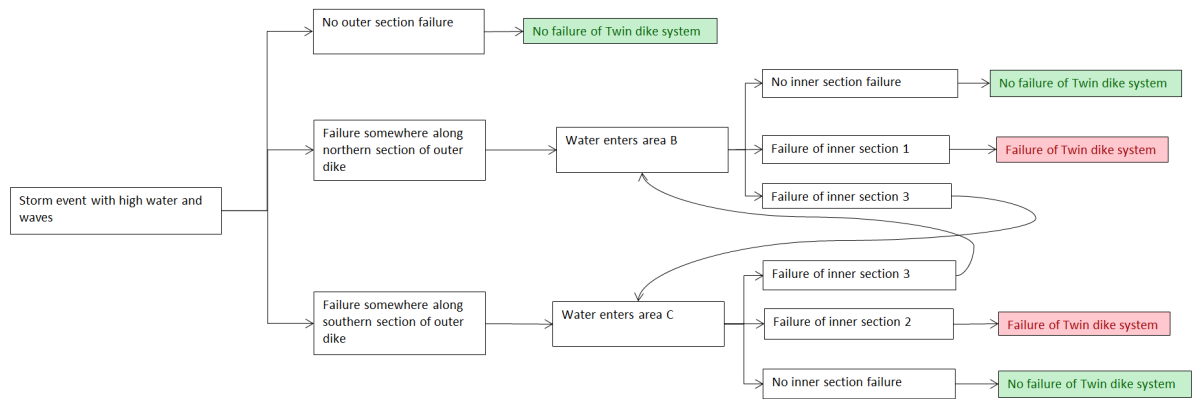 No outer section failure
No failure of Twin dike system
No inner section failure
No failure of Twin dike system
Failure somewhere along
northern section of outer
dike
Water enters area B
Failure of inner section 1
Failure of Twin dike system
Failure of inner section 3
Storm event with high water and
waves
Failure of inner section 3
Failure somewhere along
southern section of outer
dike
Water enters area C
Failure of inner section 2
Failure of Twin dike system
No inner section failure
No failure of Twin dike system